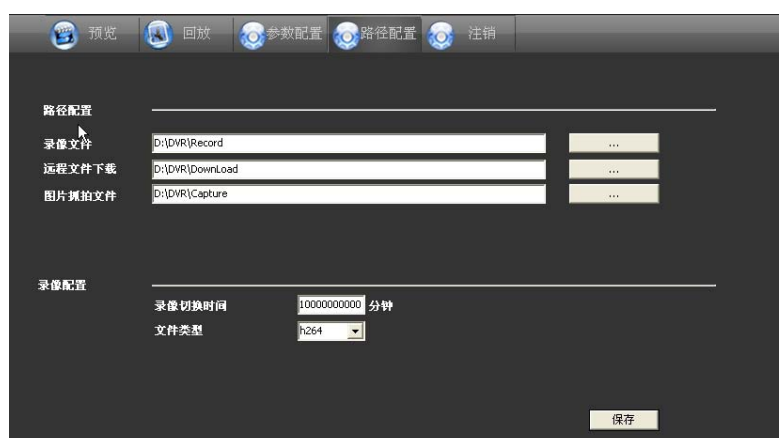 预览 回放 参数配置 路径配置 注销
路径配置
录像文件 D:\DVR\Record ...
远程文件下载 D:\DVR\DownLoad ...
图片抓拍文件 D:\DVR\Capture ...
录像配置
录像切换时间 10000000000 分钟
文件类型 h264
保存